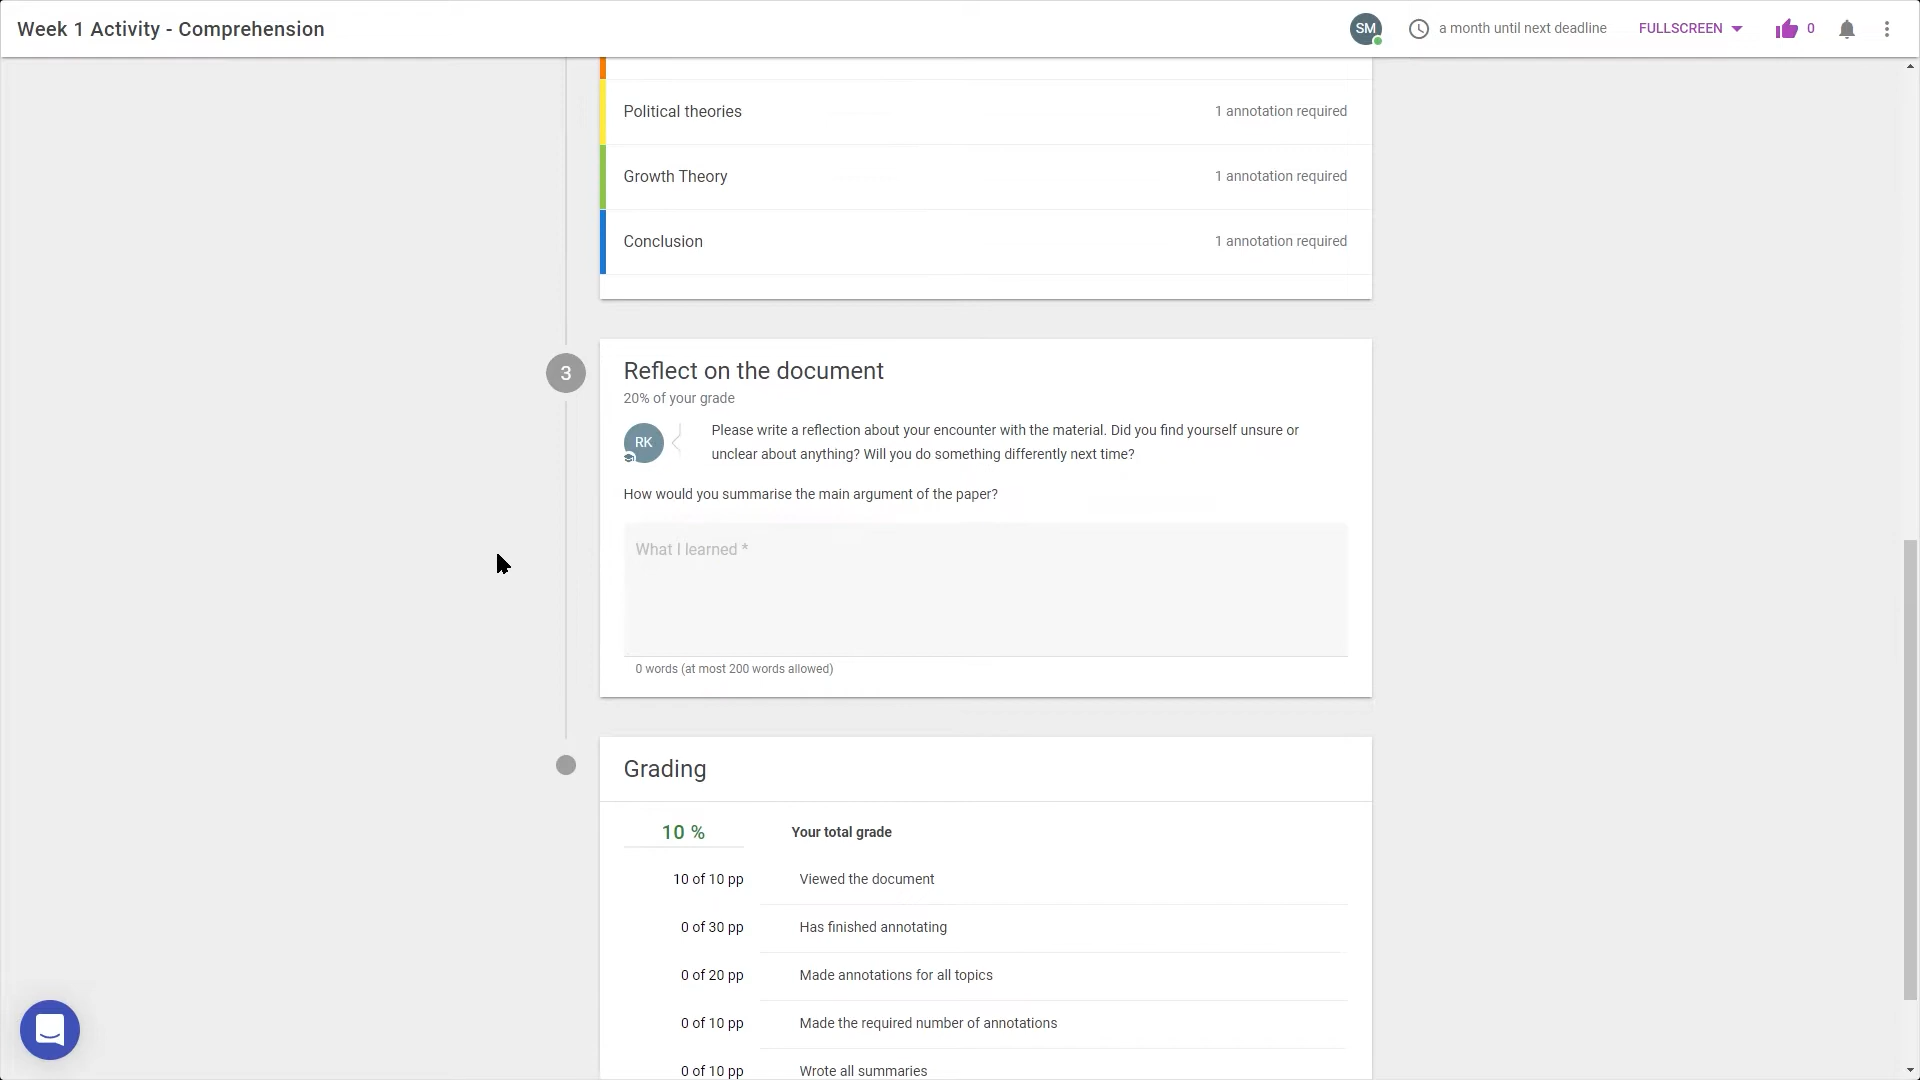 Week 1 Activity - Comprehension
SM
a month until next deadline
FULLSCREEN
0
Political theories
1 annotation required
Growth Theory
1 annotation required
Conclusion
1 annotation required
3
Reflect on the document
20% of your grade
RK
Please write a reflection about your encounter with the material. Did you find yourself unsure or
unclear about anything? Will you do something differently next time?
How would you summarise the main argument of the paper?
What I learned *
0 words (at most 200 words allowed)
Grading
10 %
Your total grade
10 of 10 pp
Viewed the document
0 of 30 pp
Has finished annotating
0 of 20 pp
Made annotations for all topics
0 of 10 pp
Made the required number of annotations
0 of 10 pp
Wrote all summaries